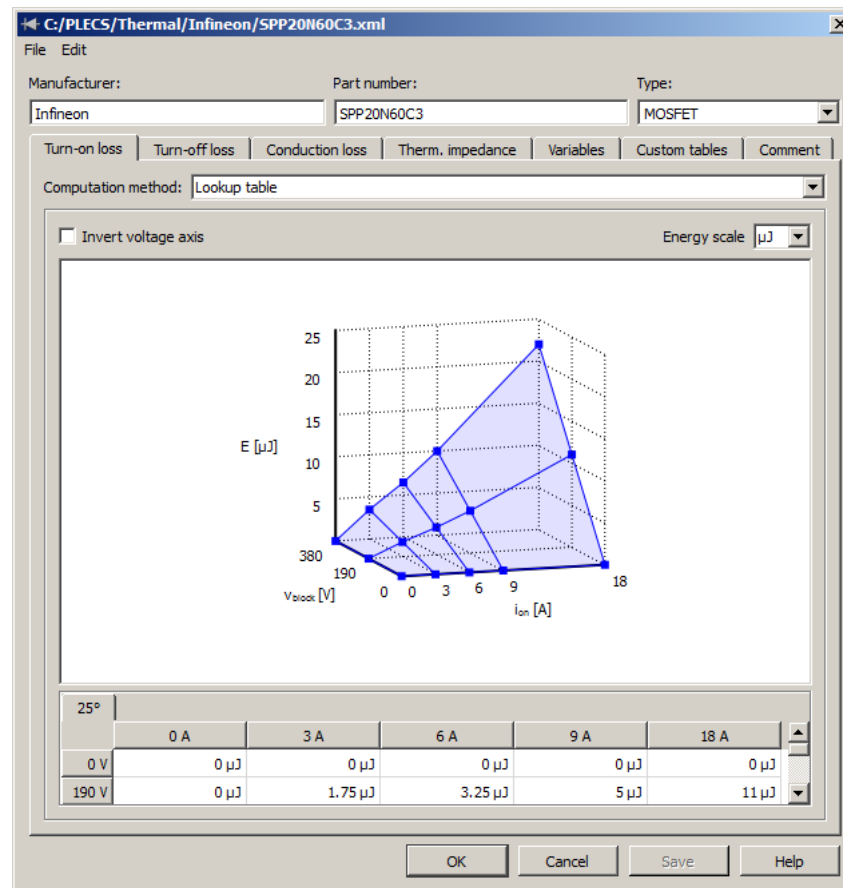 C:/PLECS/Thermal/Infineon/SPP20N60C3.xml
File Edit
Manufacturer: Part number: Type:
Infineon SPP20N60C3 MOSFET
Turn-on loss Turn-off loss Conduction loss Therm. impedance Variables Custom tables Comment
Computation method: Lookup table
Invert voltage axis Energy scale µJ
25
20
15
E [µJ]
10
5
380
190
0 0 3 6 9 18
vblock [V]
ion [A]
25°
0 A 3 A 6 A 9 A 18 A
0 V 0 µJ 0 µJ 0 µJ 0 µJ 0 µJ
190 V 0 µJ 1.75 µJ 3.25 µJ 5 µJ 11 µJ
OK Cancel Save Help